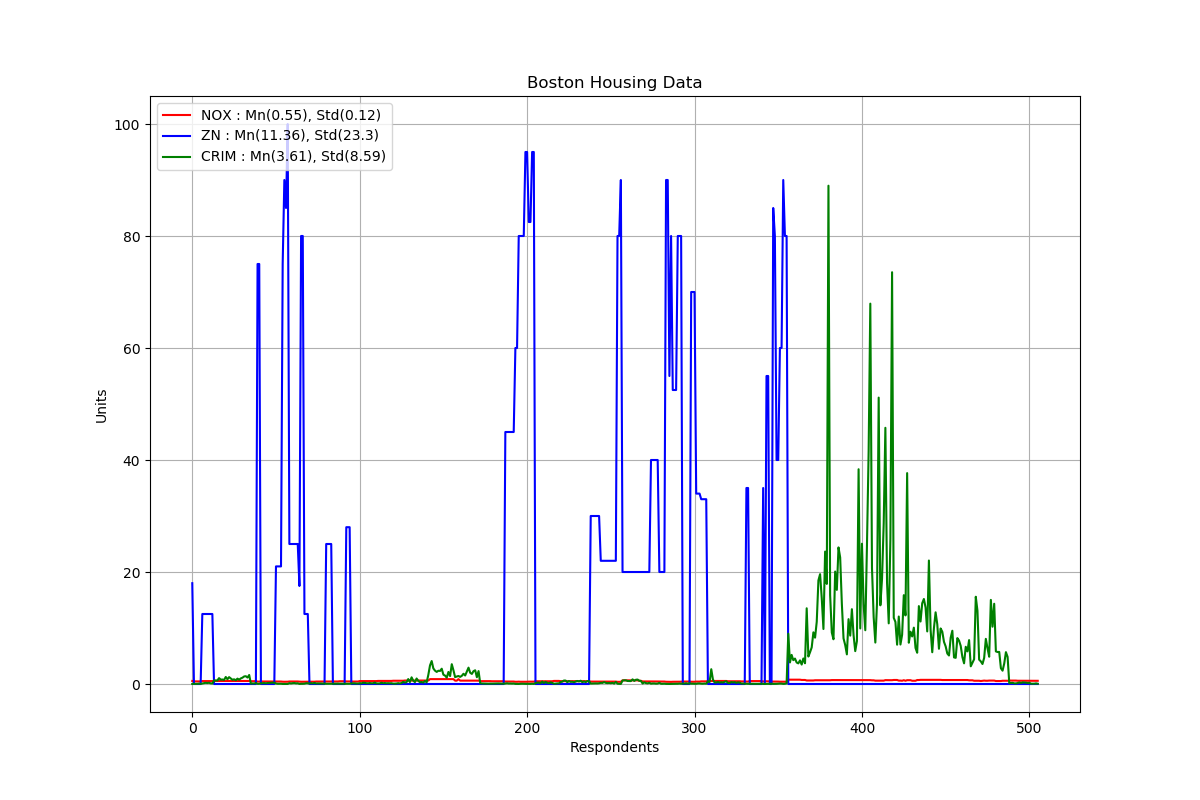 Boston Housing Data
NOX : Mn(0.55), Std(0.12)
ZN : Mn(11.36), Std(23.3)
CRIM : Mn(3.61), Std(8.59)
Units
100
80
60
40
20
0
0 100 200 300 400 500
Respondents